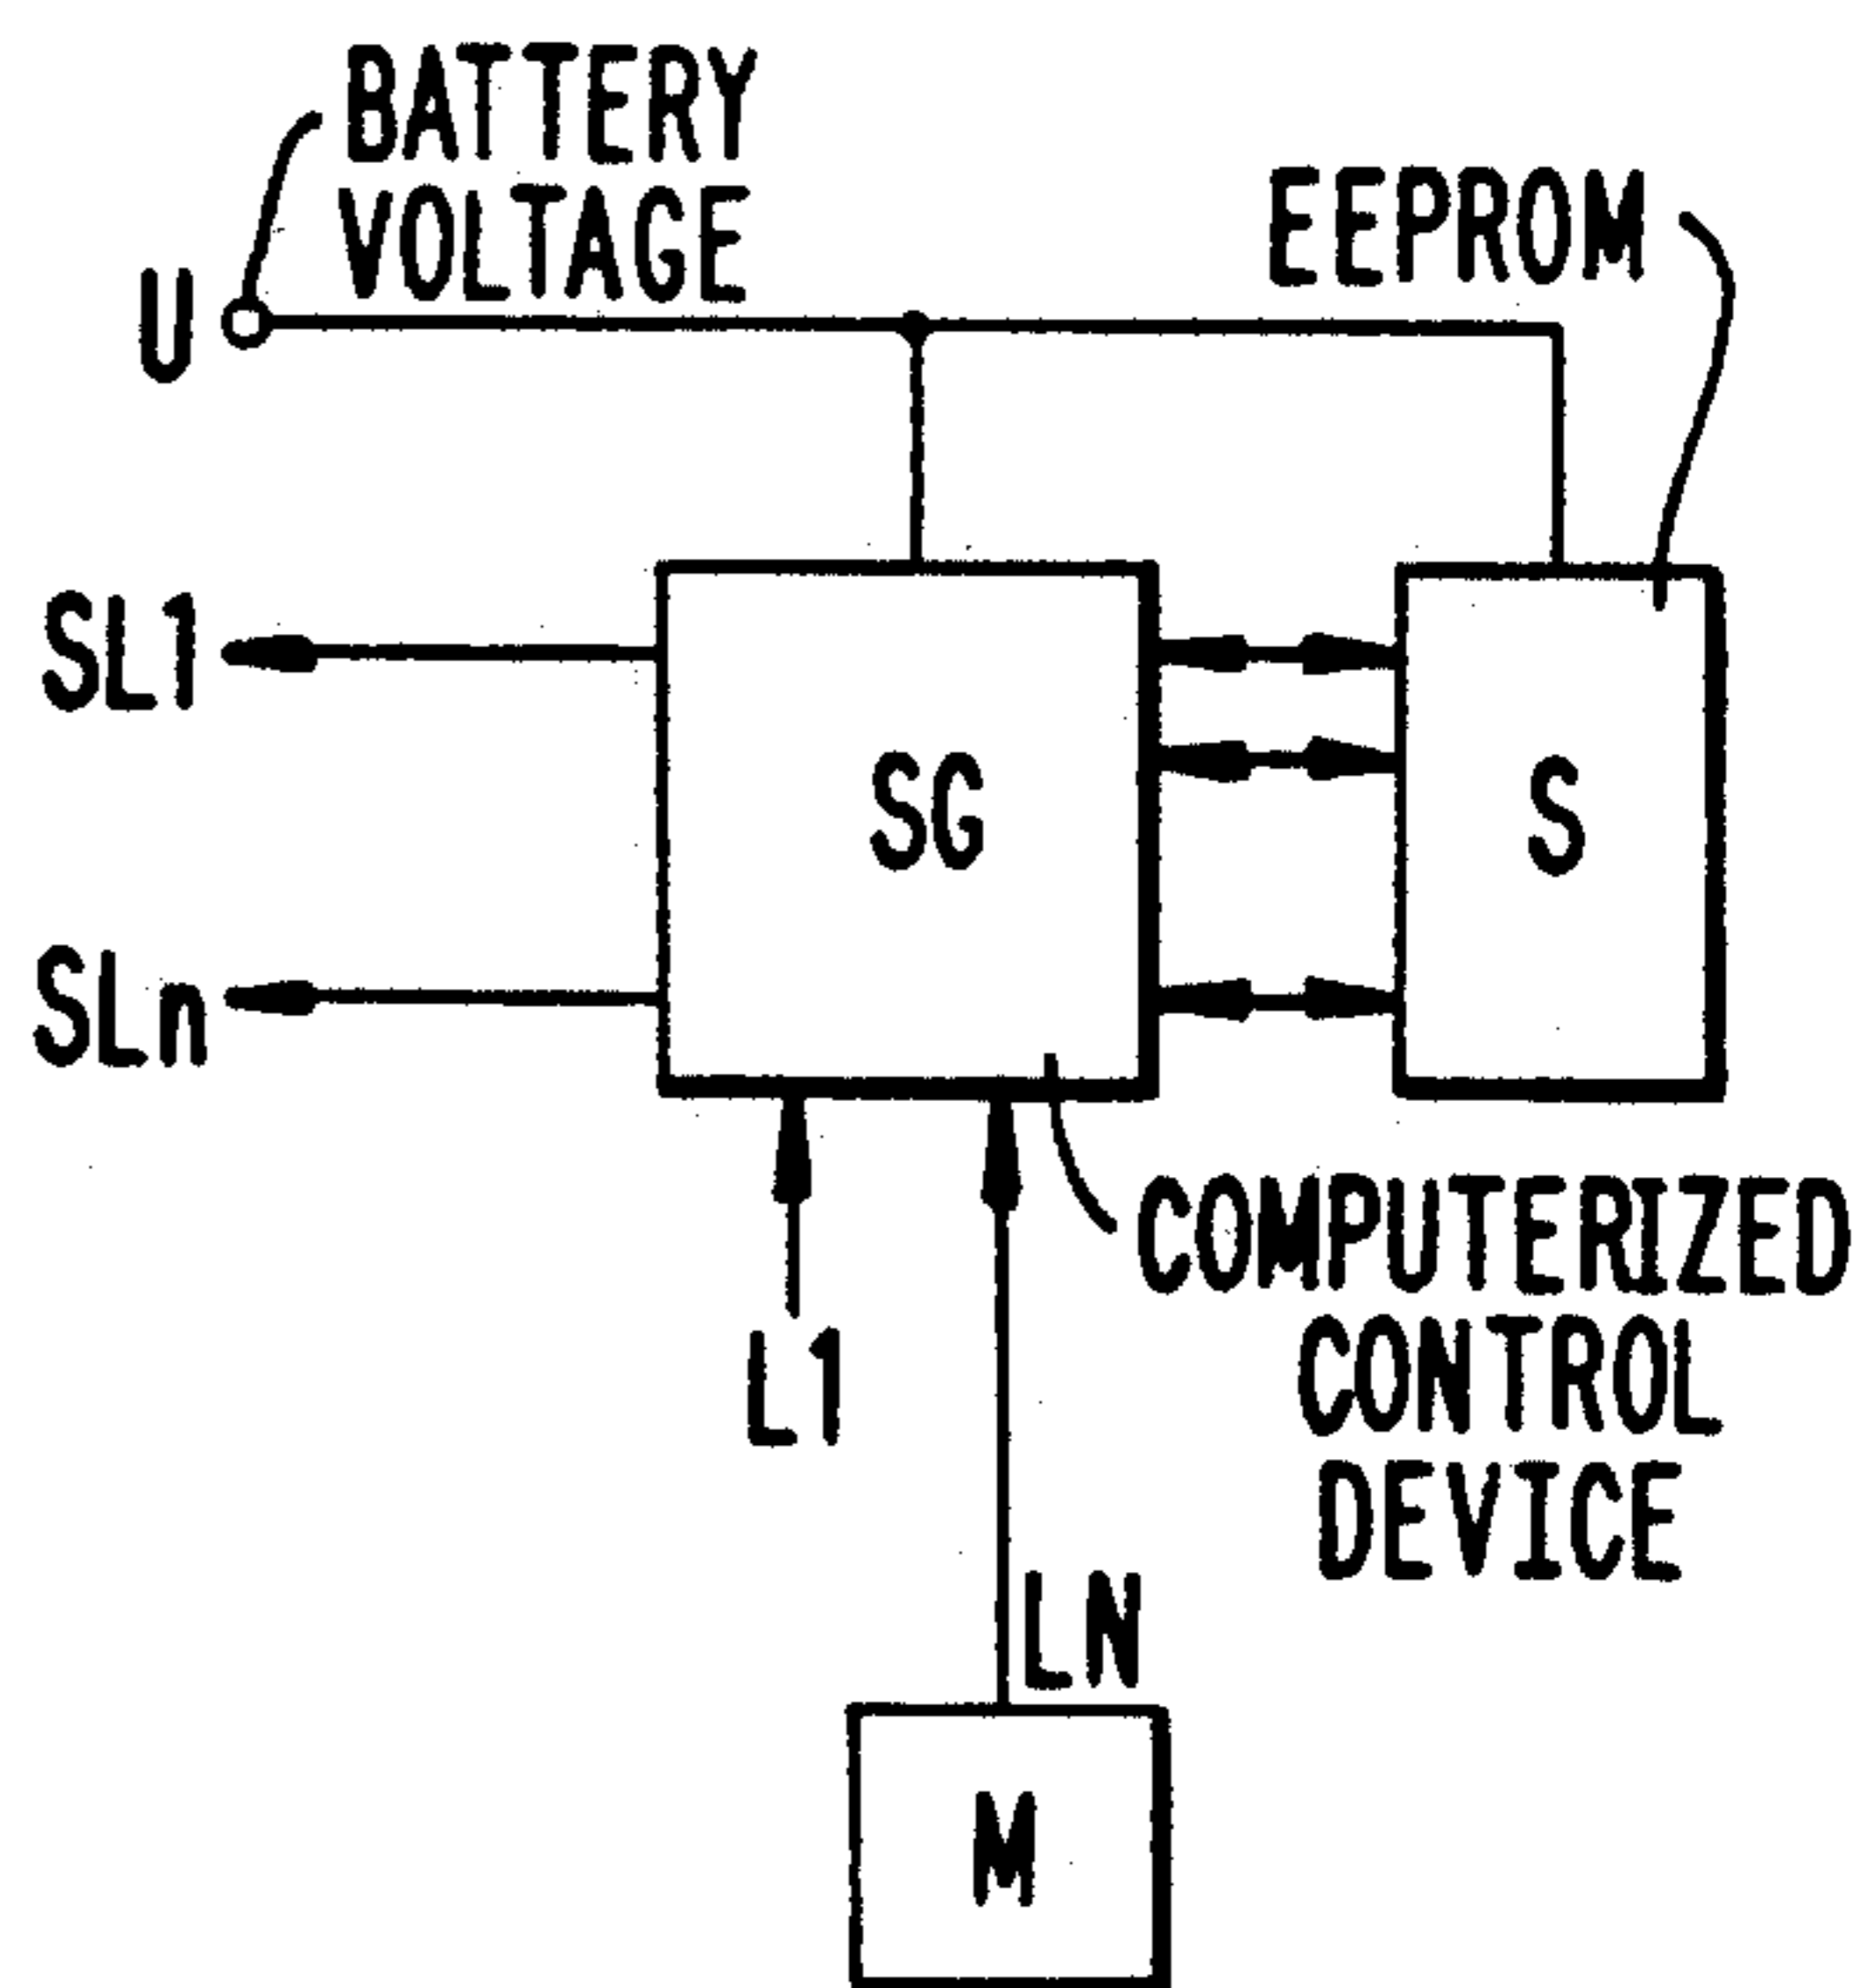 BATTERY
VOLTAGE
EEPROM
U
SL1
SG
S
SLn
COMPUTERIZED
CONTROL
DEVICE
L1
LN
M